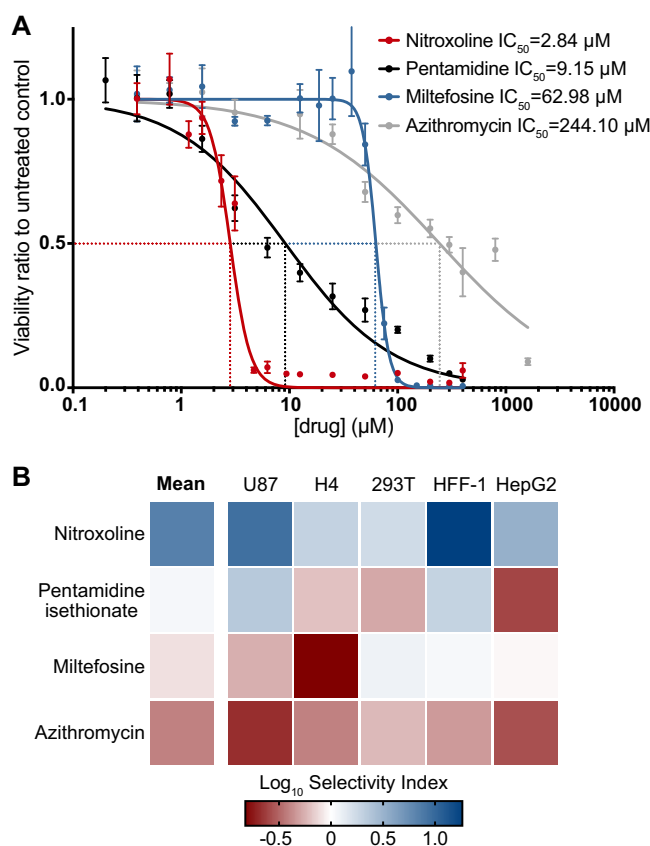 A
Nitroxoline IC50=2.84 µM
Pentamidine IC50=9.15 µM
Miltefosine IC50=62.98 µM
Azithromycin IC50=244.10 µM
Viability ratio to untreated control
1.0
0.5
0.0
0.1 1 10 100 1000 10000
[drug] (µM)
B
Mean U87 H4 293T HFF-1 HepG2
Nitroxoline
Pentamidine
isethionate
Miltefosine
Azithromycin
Log10 Selectivity Index
-0.5 0 0.5 1.0